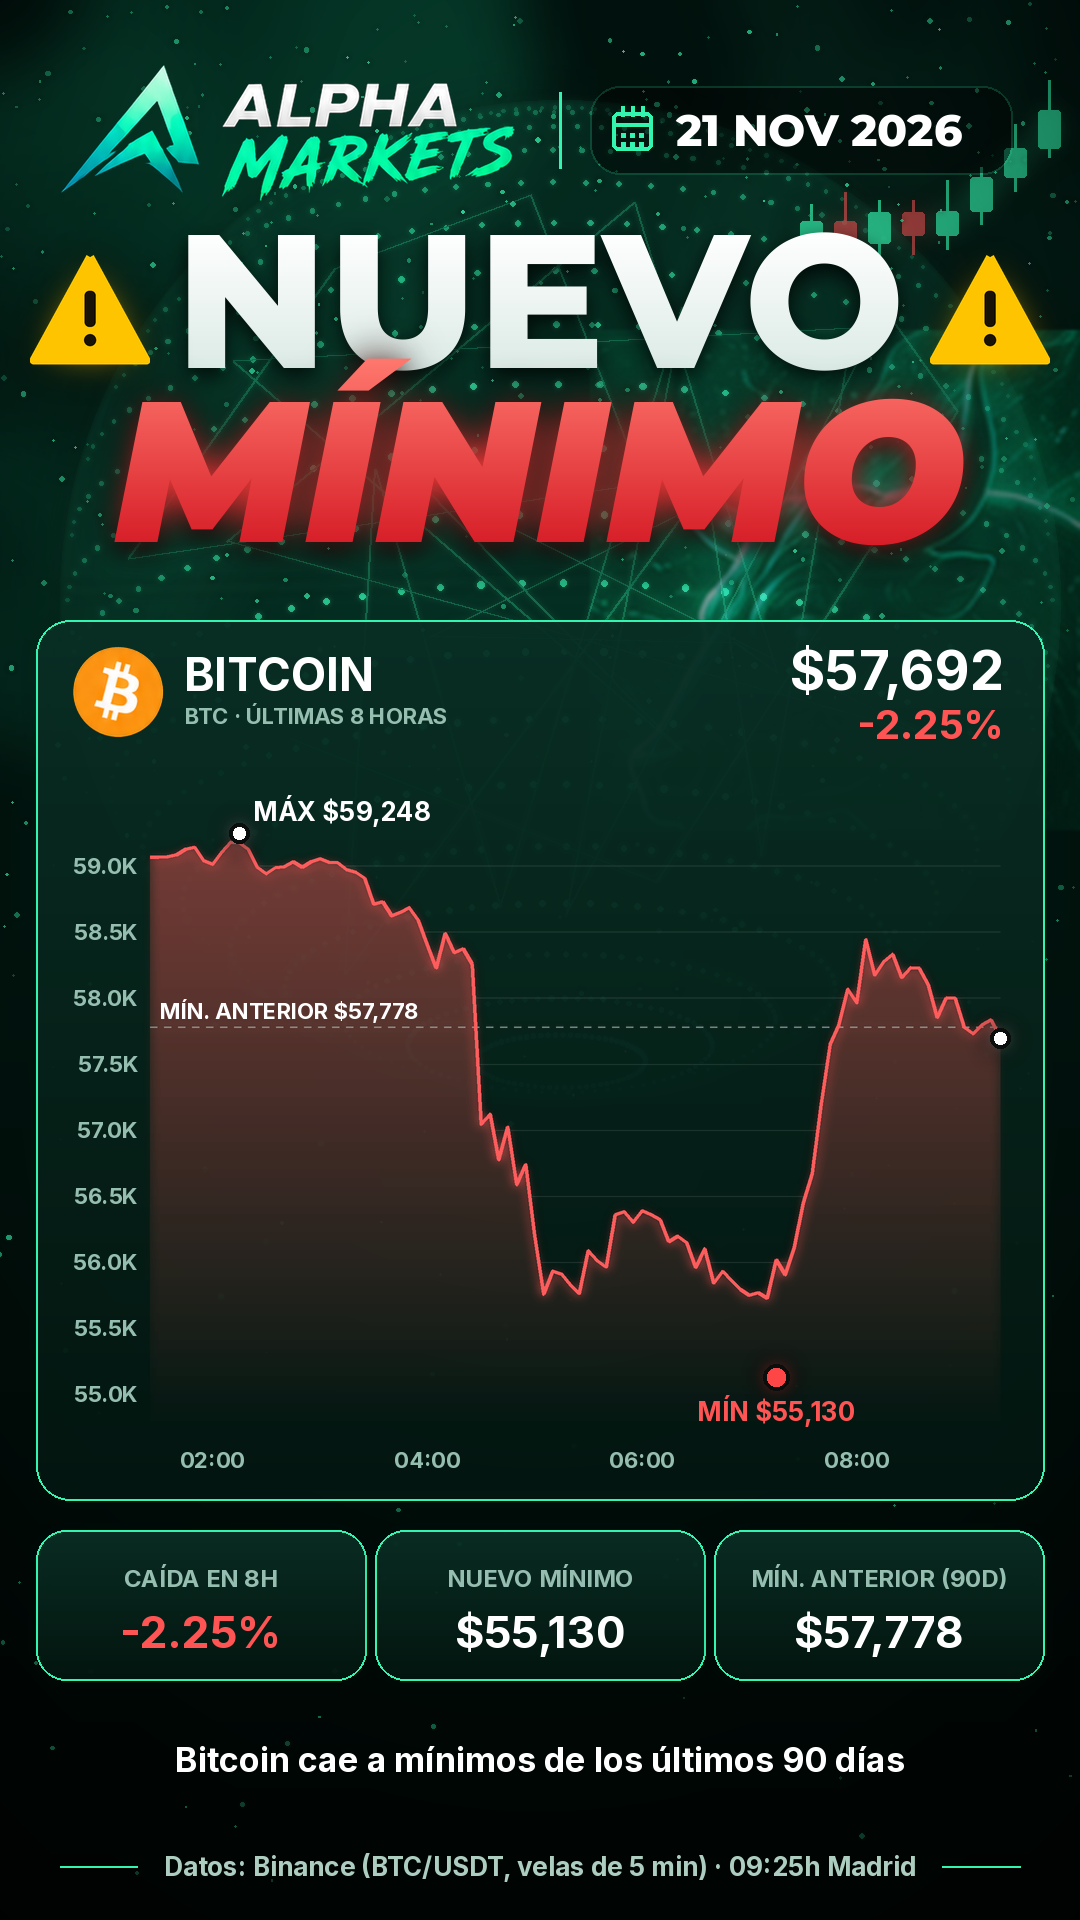 ALPHA
MARKETS
21 NOV 2026
NUEVO
MÍNIMO
BITCOIN
BTC · ÚLTIMAS 8 HORAS
$57,692
-2.25%
MÁX $59,248
59.0K
58.5K
58.0K
MÍN. ANTERIOR $57,778
57.5K
57.0K
56.5K
56.0K
55.5K
55.0K
MÍN $55,130
02:00 04:00 06:00 08:00
CAÍDA EN 8H
-2.25%
NUEVO MÍNIMO
$55,130
MÍN. ANTERIOR (90D)
$57,778
Bitcoin cae a mínimos de los últimos 90 días
Datos: Binance (BTC/USDT, velas de 5 min) · 09:25h Madrid